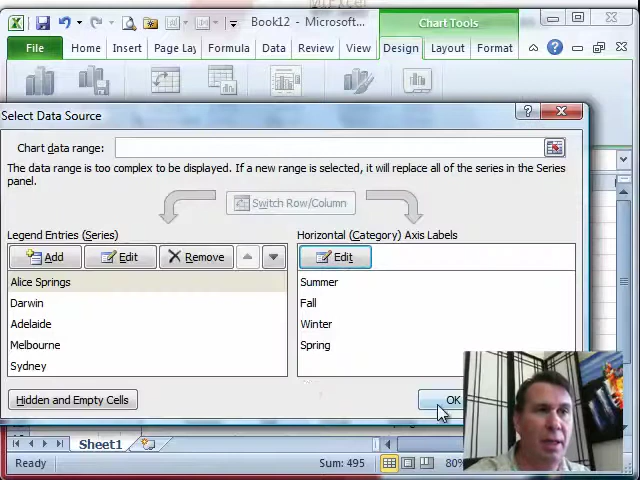 Book12 - Microsoft...
Chart Tools
File Home Insert Page Lay Formula Data Review View Design Layout Format
Select Data Source
Chart data range:
The data range is too complex to be displayed. If a new range is selected, it will replace all of the series in the Series
panel.
Switch Row/Column
Legend Entries (Series)
Horizontal (Category) Axis Labels
Add Edit Remove
Edit
Alice Springs
Summer
Darwin
Fall
Adelaide
Winter
Melbourne
Spring
Sydney
Hidden and Empty Cells
OK
Sheet1
Ready
Sum: 495
80%